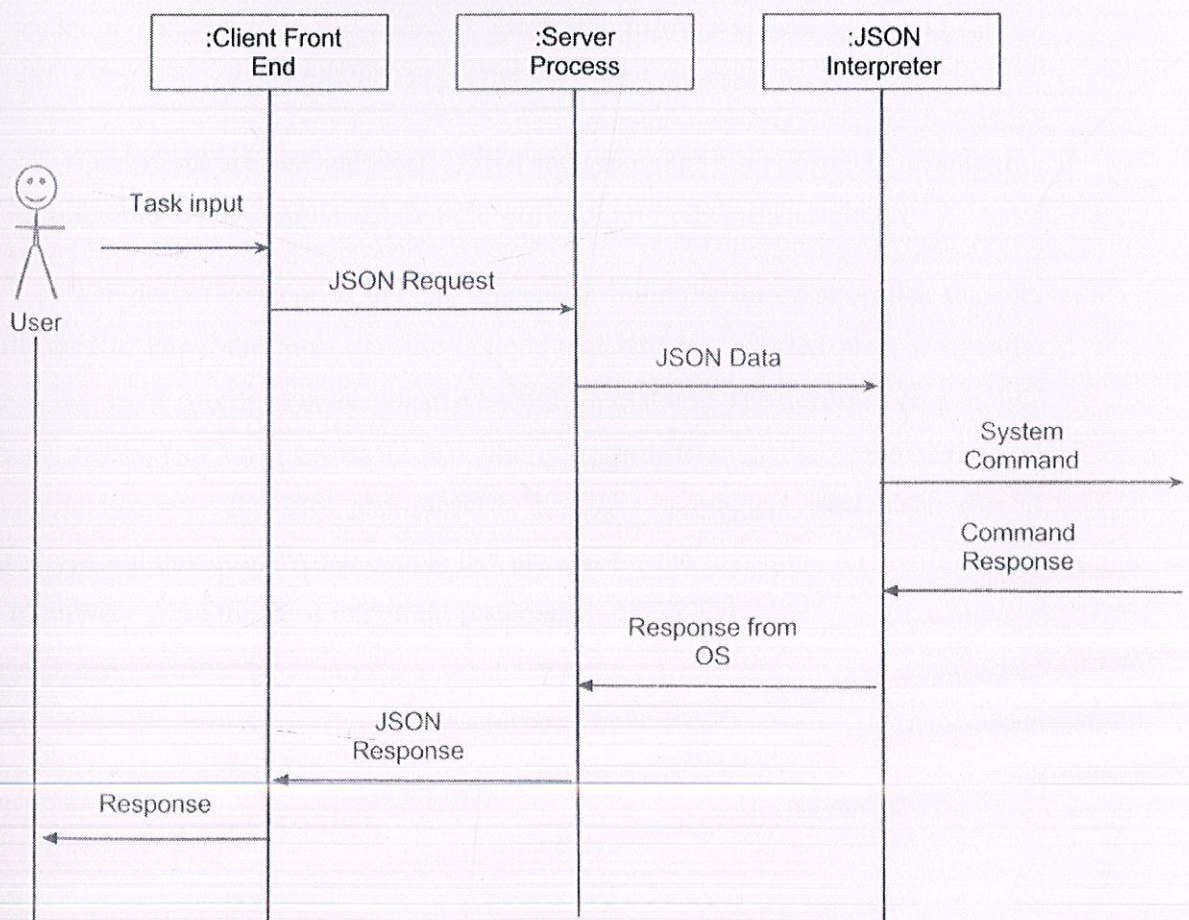 :Client Front
End
:Server
Process
:JSON
Interpreter
Task input
JSON Request
User
JSON Data
System
Command
Command
Response
Response from
OS
JSON
Response
Response